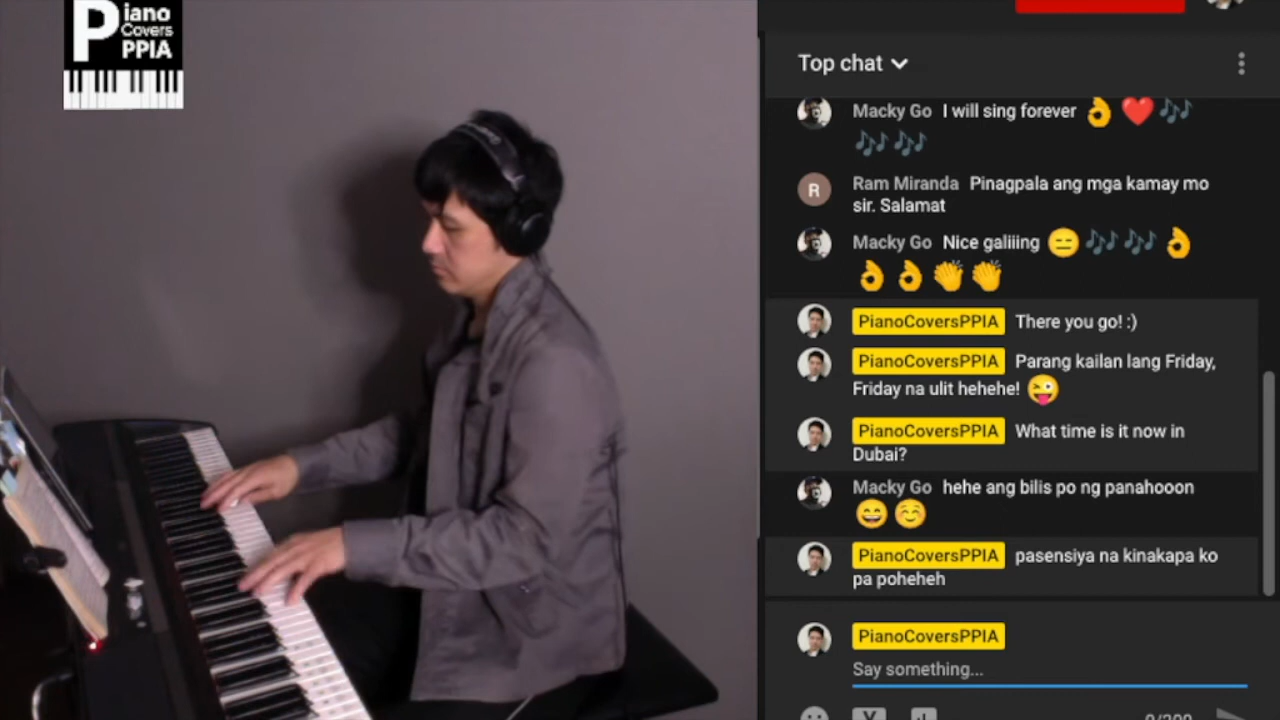 Piano
Covers
PPIA
Top chat
Macky Go I will sing forever 👌 ❤️ 🎶
🎶 🎶
R
Ram Miranda Pinagpala ang mga kamay mo
sir. Salamat
Macky Go Nice galiiing 😑 🎶 🎶 👌
👌 👌 👏 👏
PianoCoversPPIA There you go! :)
PianoCoversPPIA Parang kailan lang Friday,
Friday na ulit hehehe! 😜
PianoCoversPPIA What time is it now in
Dubai?
Macky Go hehe ang bilis po ng panahooon
😄 ☺️
PianoCoversPPIA pasensiya na kinakapa ko
pa poheheh
PianoCoversPPIA
Say something...
0/200